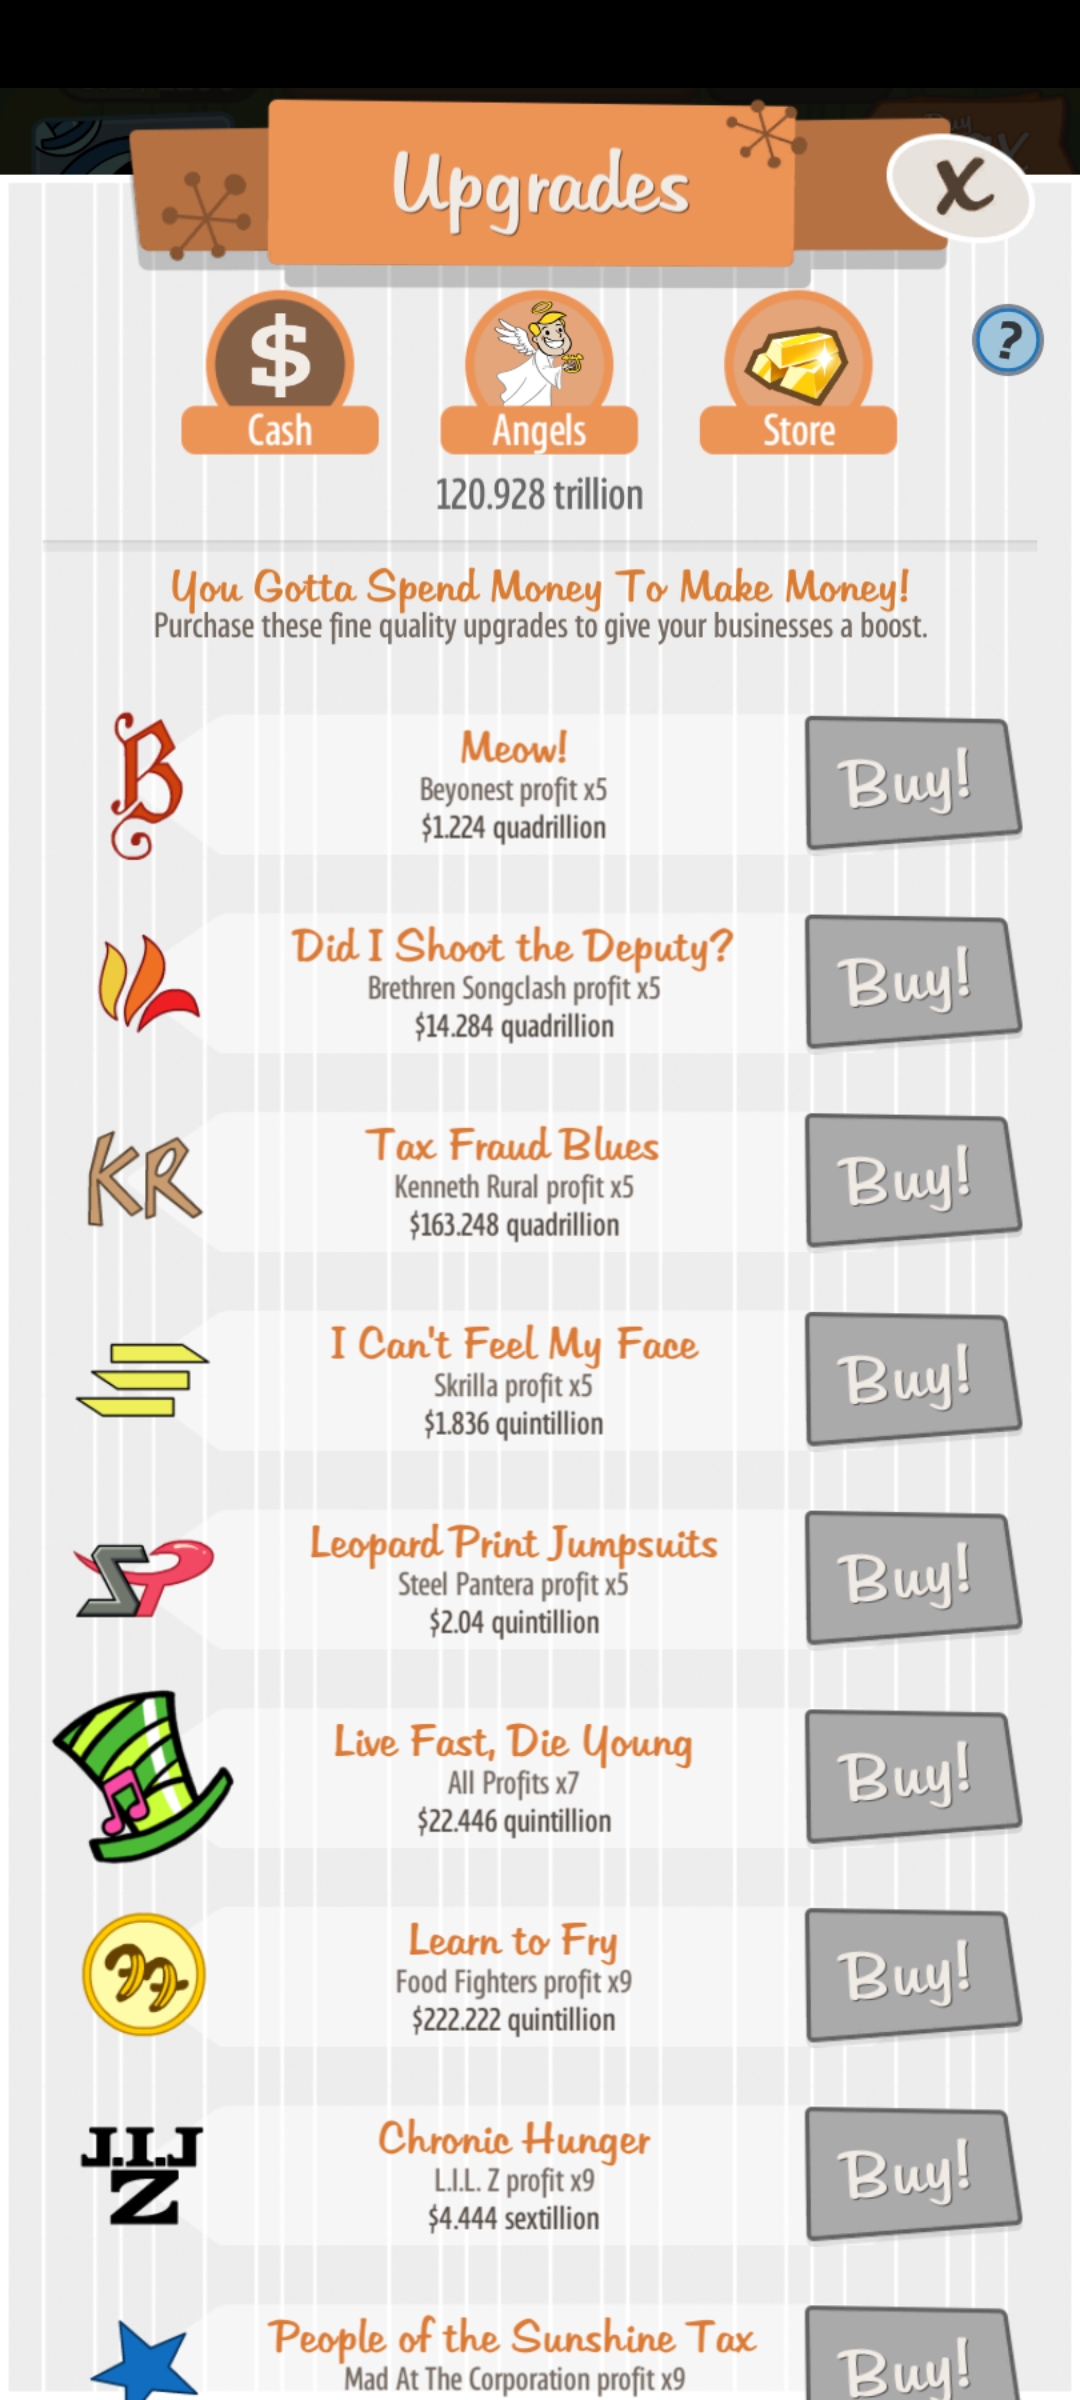 Upgrades
X
$
Cash
Angels
Store
?
120.928 trillion
You Gotta Spend Money To Make Money!
Purchase these fine quality upgrades to give your businesses a boost.
B
Meow!
Beyonest profit x5
$1.224 quadrillion
Buy!
Did I Shoot the Deputy?
Brethren Songclash profit x5
$14.284 quadrillion
Buy!
KR
Tax Fraud Blues
Kenneth Rural profit x5
$163.248 quadrillion
Buy!
I Can't Feel My Face
Skrilla profit x5
$1.836 quintillion
Buy!
SP
Leopard Print Jumpsuits
Steel Pantera profit x5
$2.04 quintillion
Buy!
Live Fast, Die Young
All Profits x7
$22.446 quintillion
Buy!
Learn to Fry
Food Fighters profit x9
$222.222 quintillion
Buy!
J.I.J
Z
Chronic Hunger
L.I.L. Z profit x9
$4.444 sextillion
Buy!
People of the Sunshine Tax
Mad At The Corporation profit x9
Buy!